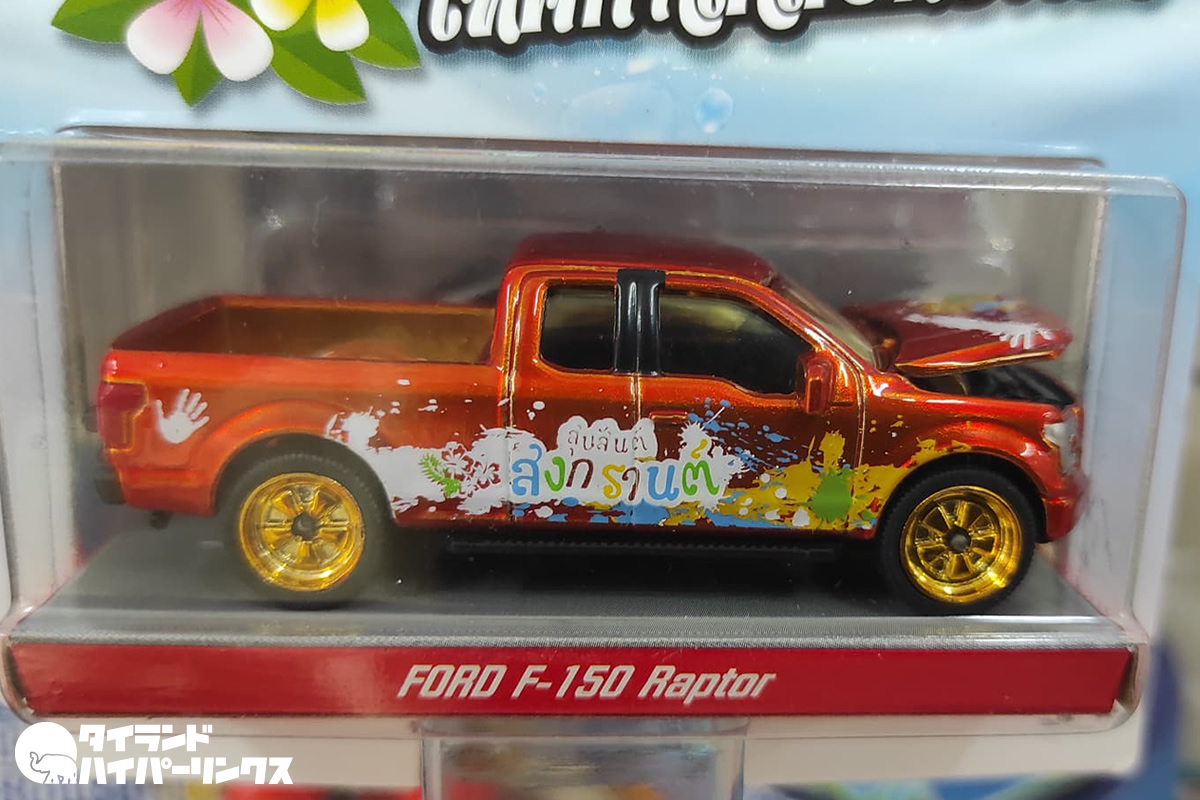 สุขสันต์
สงกรานต์
FORD F-150 Raptor
タイランド
ハイパーリンクス